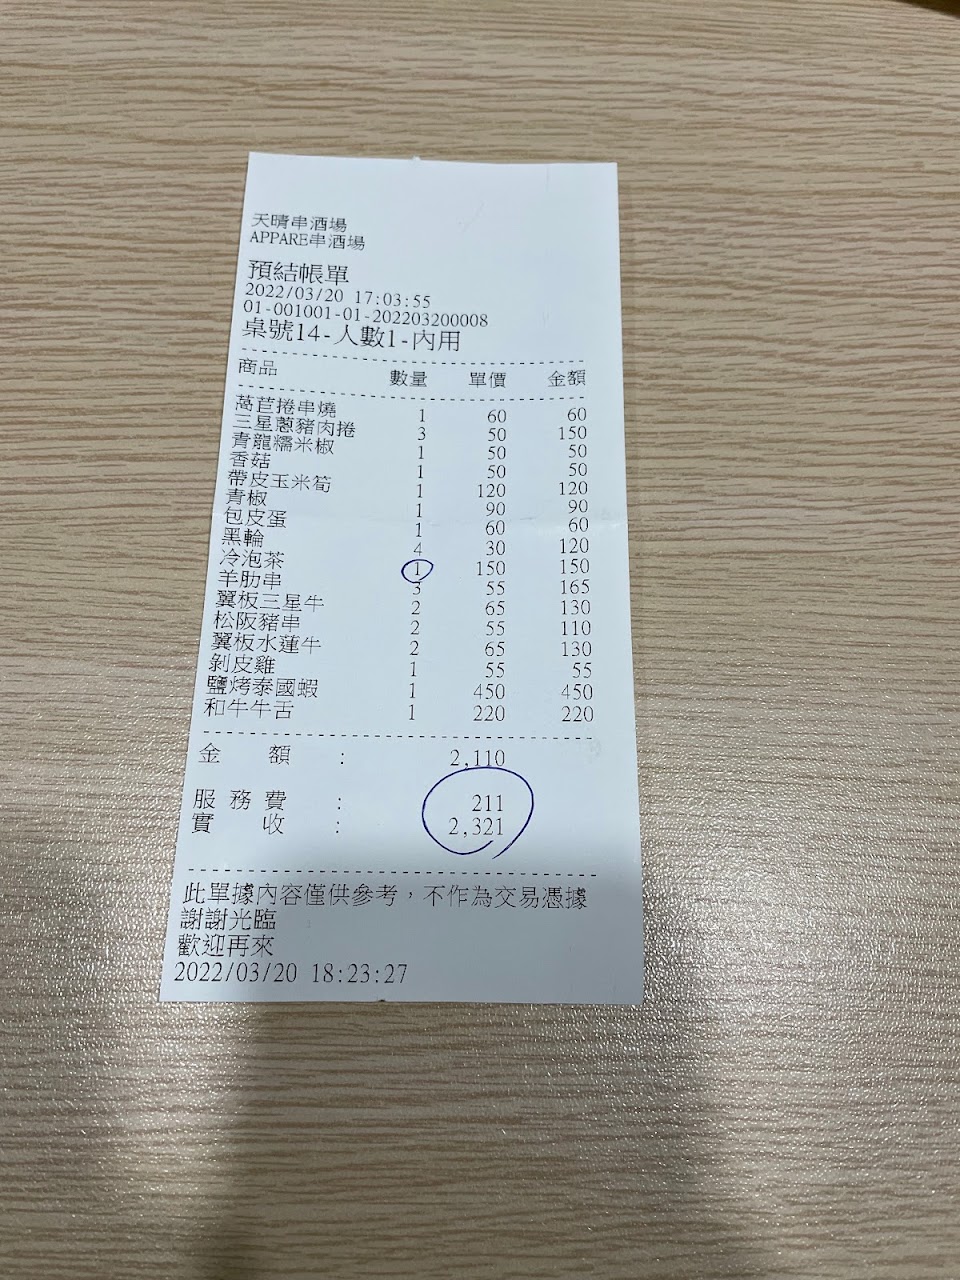 天晴串酒場
APPARE串酒場
預結帳單
2022/03/20 17:03:55
01-001001-01-202203200008
桌號14-人數1-內用
商品 數量 單價 金額
萵苣捲串燒 1 60 60
三星蔥豬肉捲 3 50 150
青龍糯米椒 1 50 50
香菇 1 50 50
帶皮玉米筍 1 120 120
青椒 1 90 90
包皮蛋 1 60 60
黑輪 4 30 120
冷泡茶 1 150 150
羊肋串 3 55 165
翼板三星牛 2 65 130
松阪豬串 2 55 110
翼板水蓮牛 2 65 130
剝皮雞 1 55 55
鹽烤泰國蝦 1 450 450
和牛牛舌 1 220 220
金 額 : 2,110
服 務 費 : 211
實 收 : 2,321
此單據內容僅供參考，不作為交易憑據
謝謝光臨
歡迎再來
2022/03/20 18:23:27